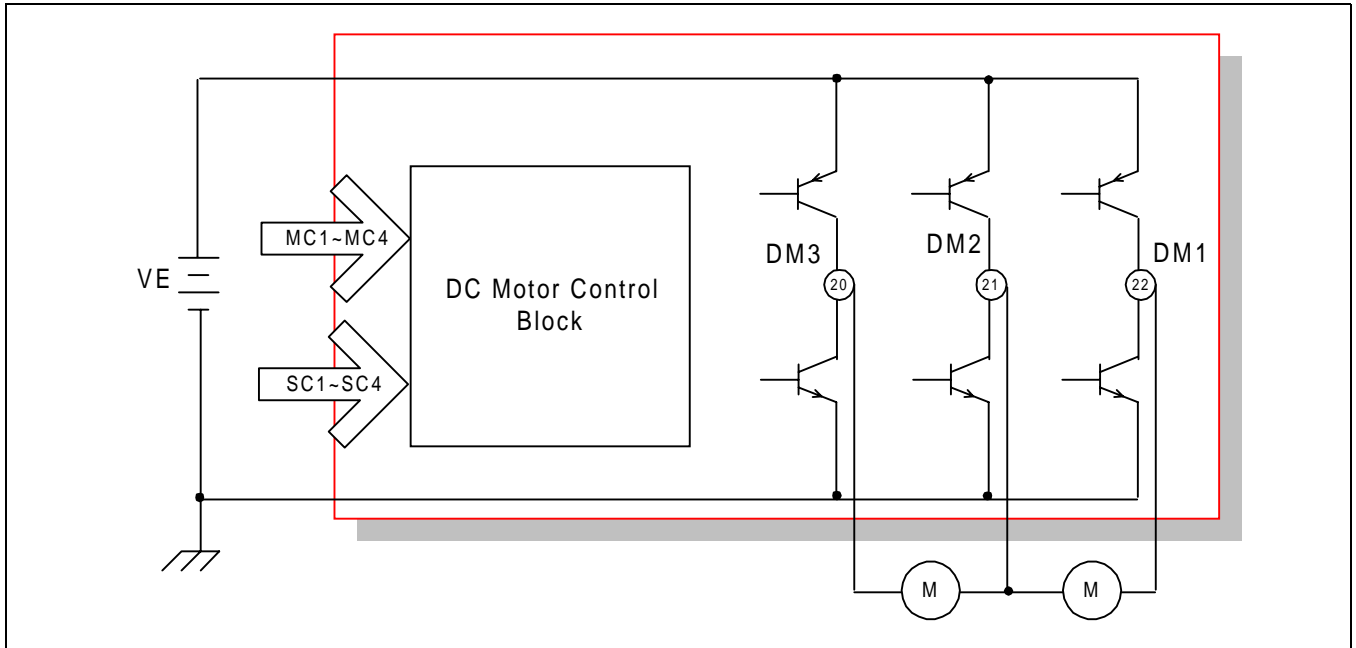 MC1~MC4
VE
DC Motor Control
Block
SC1~SC4
DM3
DM2
DM1
20
21
22
M
M